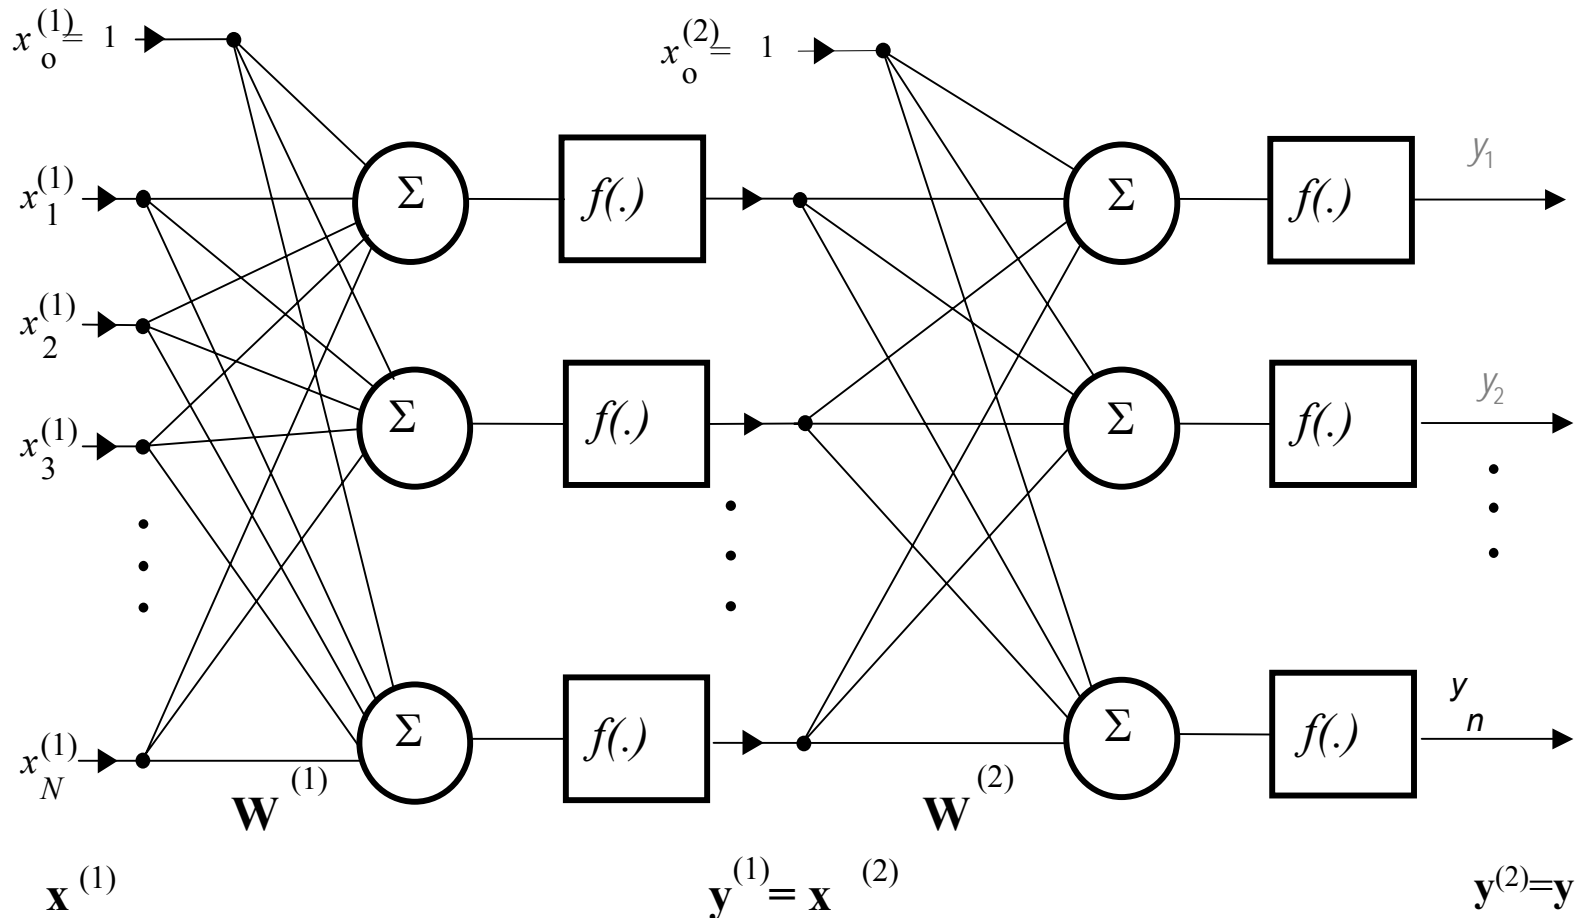 x_o^(1) = 1
x_o^(2) = 1
x_1^(1)
Σ
f(.)
Σ
f(.)
y_1
x_2^(1)
x_3^(1)
Σ
f(.)
Σ
f(.)
y_2
x_N^(1)
Σ
f(.)
Σ
f(.)
y_n
W^(1)
W^(2)
x^(1)
y^(1) = x^(2)
y^(2)=y